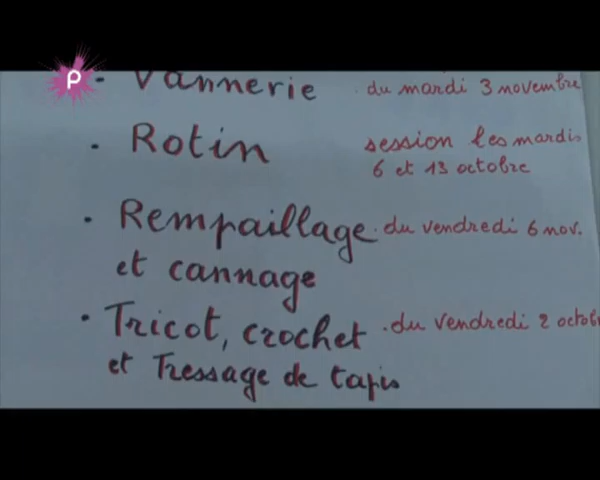 P
• Vannerie . du mardi 3 novembre
• Rotin session les mardis
6 et 13 octobre
• Rempaillage . du vendredi 6 nov.
et cannage
• Tricot, crochet . du vendredi 2 octob
et Tressage de tapis